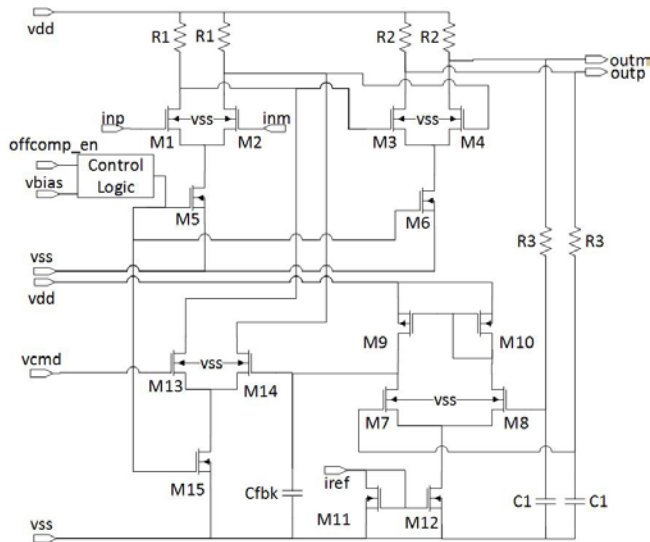 vdd
R1 R1 R2 R2
outm
outp
inp vss inm vss
M1 M2 M3 M4
offcomp_en
Control
Logic
vbias
M5 M6
R3 R3
vss
vdd
M9 M10
vcmd vss
M13 M14 vss
M7 M8
M15 Cfbk iref
M11 M12 C1 C1
vss